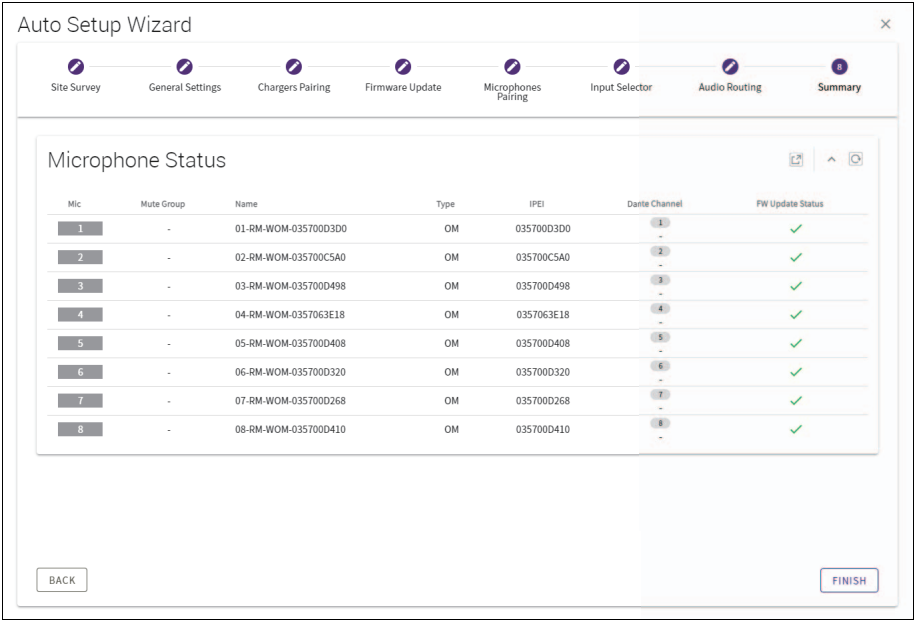 Auto Setup Wizard
Site Survey General Settings Chargers Pairing Firmware Update Microphones Pairing Input Selector Audio Routing 8 Summary
Microphone Status
Mic Mute Group Name Type IPEI Dante Channel FW Update Status
1 - 01-RM-WOM-035700D3D0 OM 035700D3D0 1 -
2 - 02-RM-WOM-035700C5A0 OM 035700C5A0 2 -
3 - 03-RM-WOM-035700D498 OM 035700D498 3 -
4 - 04-RM-WOM-0357063E18 OM 0357063E18 4 -
5 - 05-RM-WOM-035700D408 OM 035700D408 5 -
6 - 06-RM-WOM-035700D320 OM 035700D320 6 -
7 - 07-RM-WOM-035700D268 OM 035700D268 7 -
8 - 08-RM-WOM-035700D410 OM 035700D410 8 -
BACK FINISH